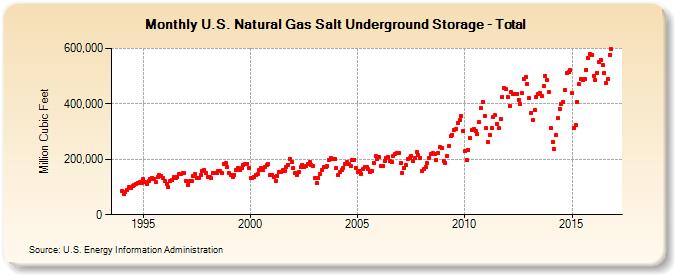 Monthly U.S. Natural Gas Salt Underground Storage - Total
Million Cubic Feet
600,000
400,000
200,000
0
1995 2000 2005 2010 2015
Source: U.S. Energy Information Administration